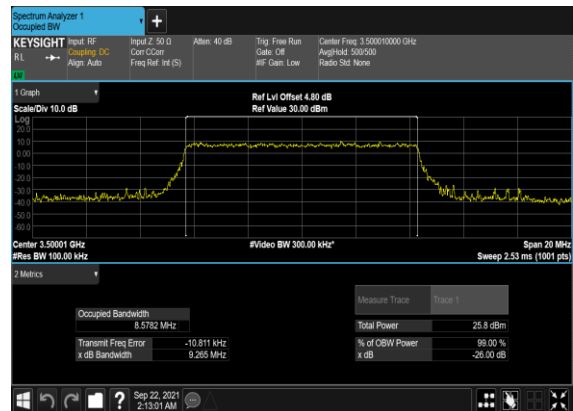 Spectrum Analyzer 1
Occupied BW
KEYSIGHT Input: RF Input Z: 50 Ω Atten: 40 dB Trig: Free Run Center Freq: 3.500010000 GHz
RL Coupling: DC Corr CCorr Gate: Off Avg|Hold: 500/500
Align: Auto Freq Ref: Int (S) #IF Gain: Low Radio Std: None
LV
1 Graph
Ref Lvl Offset 4.80 dB
Scale/Div 10.0 dB Ref Value 30.00 dBm
Log
20.0
10.0
0.00
-10.0
-20.0
-30.0
-40.0
-50.0
-60.0
Center 3.50001 GHz #Video BW 300.00 kHz* Span 20 MHz
#Res BW 100.00 kHz Sweep 2.53 ms (1001 pts)
2 Metrics
Measure Trace Trace 1
Occupied Bandwidth
8.5782 MHz Total Power 25.8 dBm
Transmit Freq Error -10.811 kHz % of OBW Power 99.00 %
x dB Bandwidth 9.265 MHz x dB -26.00 dB
? Sep 22, 2021
2:13:01 AM